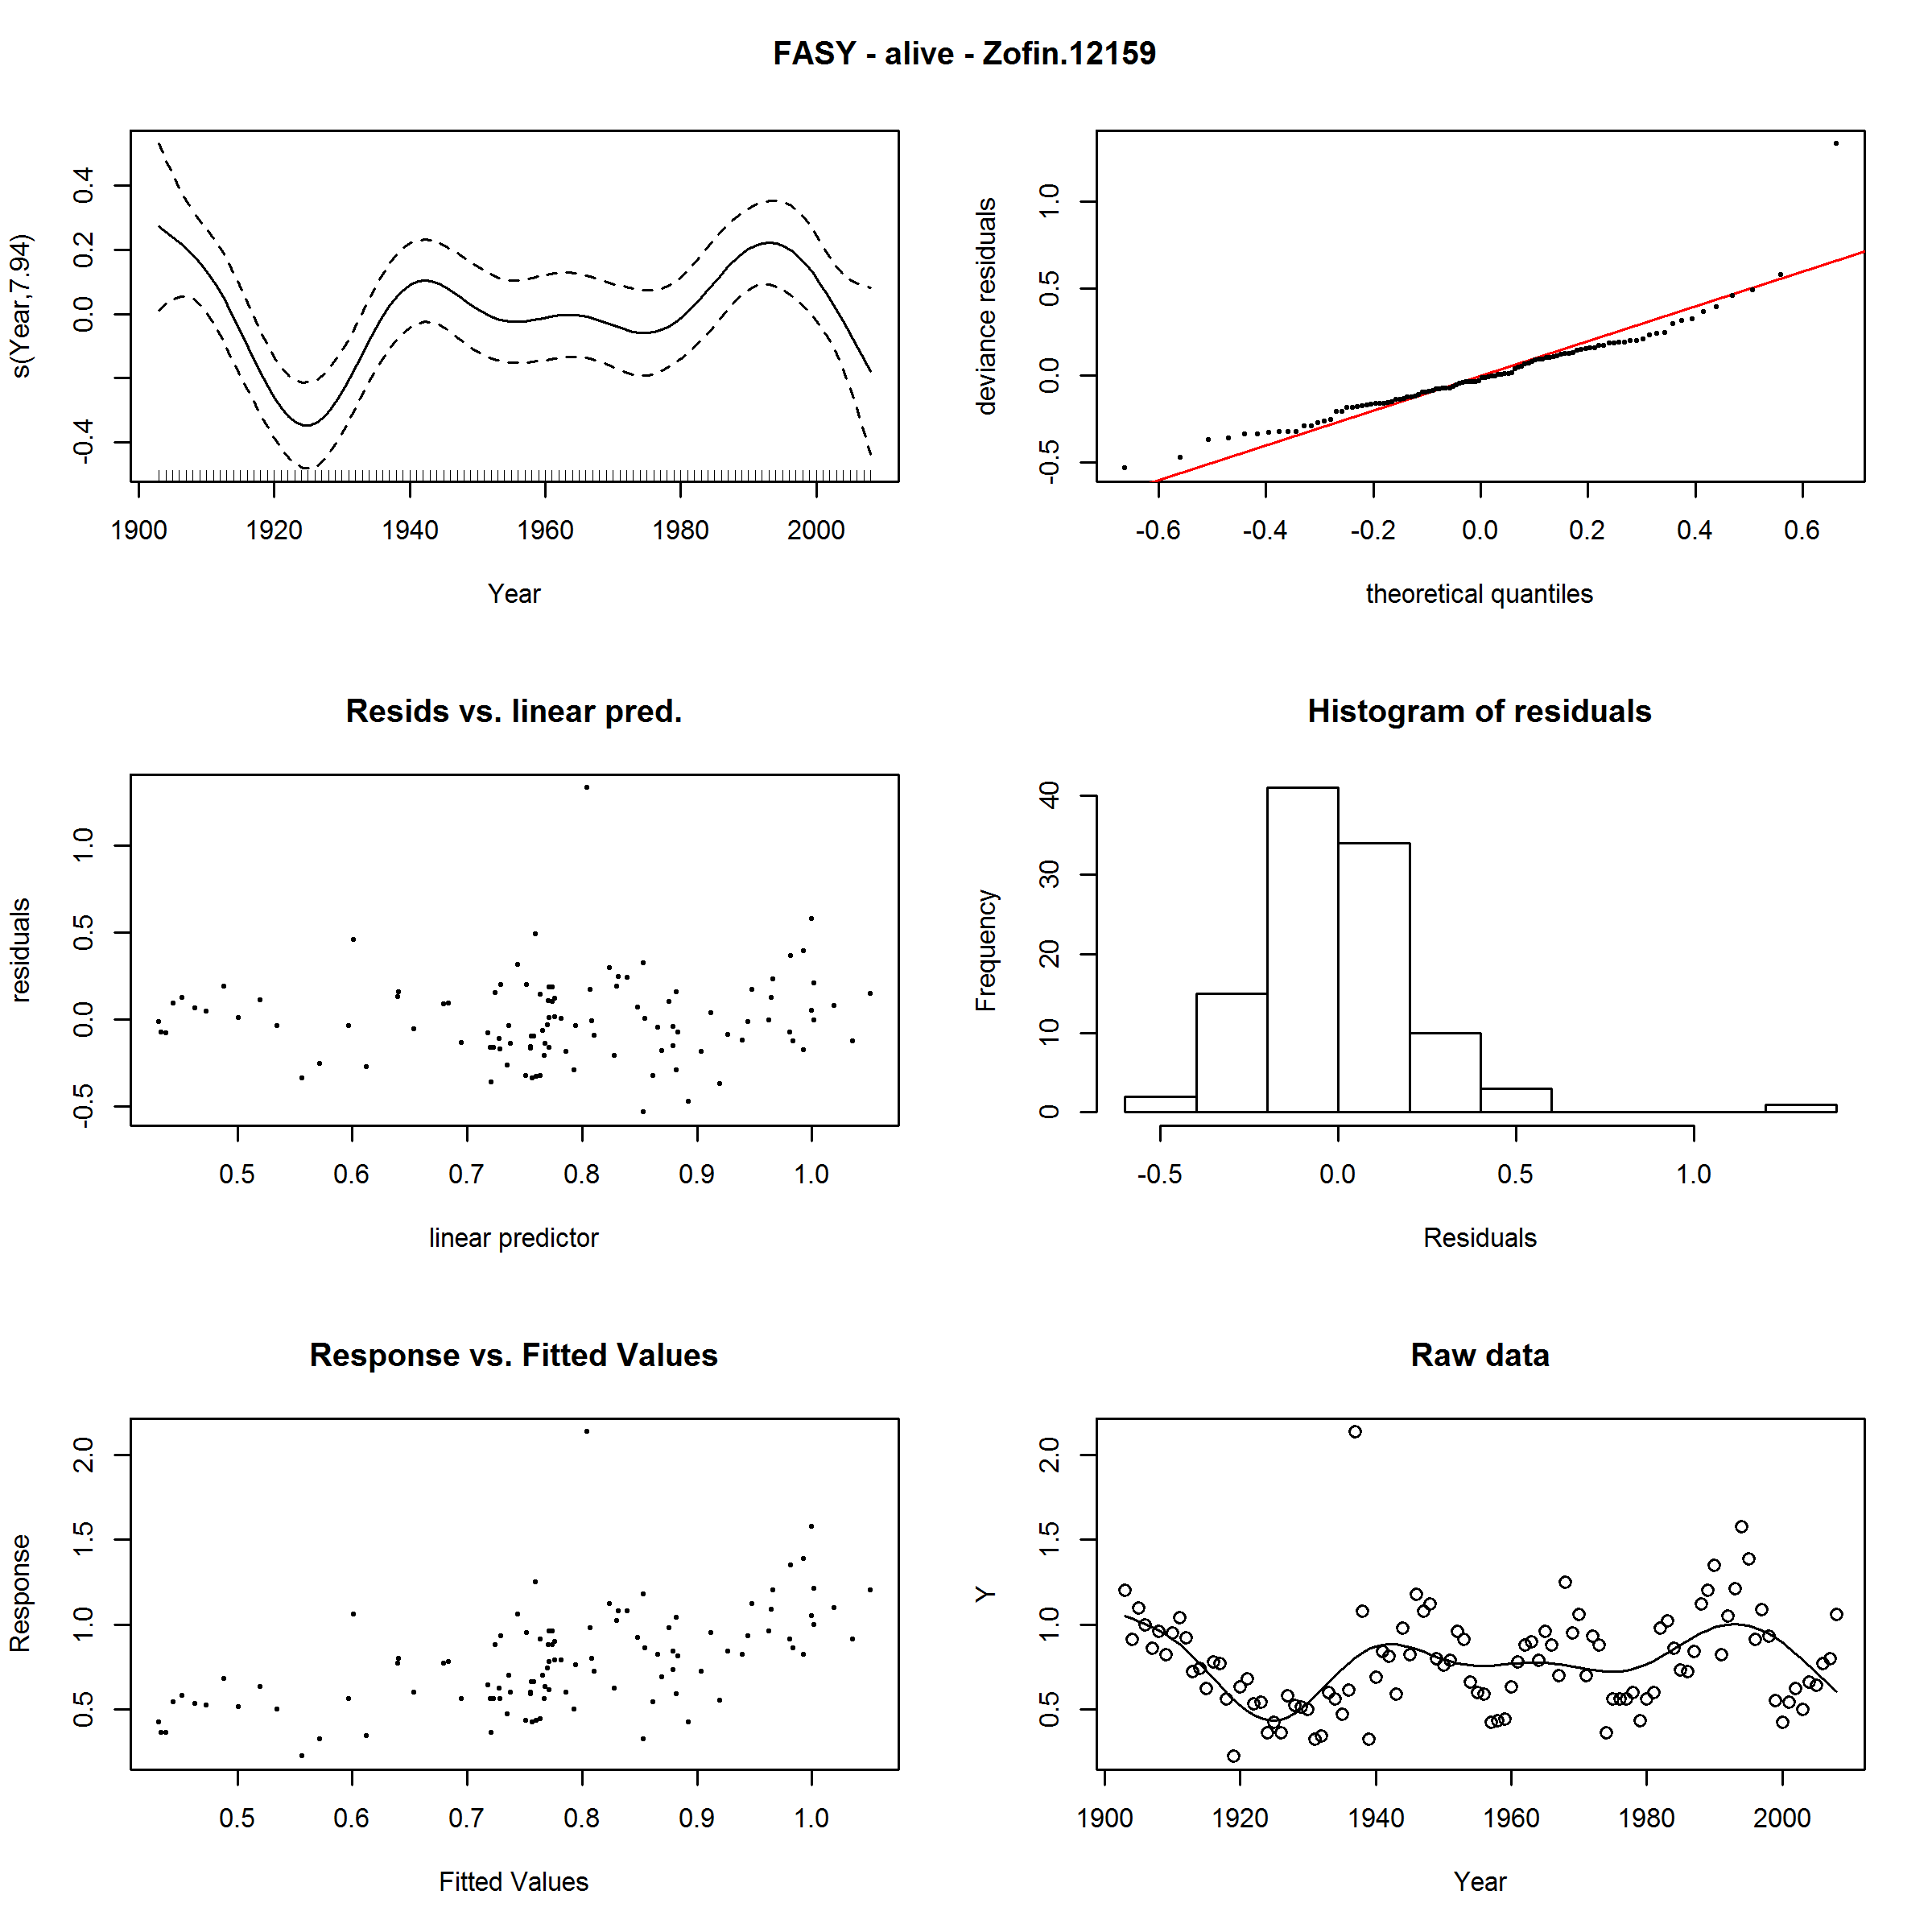 FASY - alive - Zofin.12159
s(Year,7.94)
-0.4 0.0 0.2 0.4
1900 1920 1940 1960 1980 2000
Year
deviance residuals
-0.5 0.0 0.5 1.0
-0.6 -0.4 -0.2 0.0 0.2 0.4 0.6
theoretical quantiles
Resids vs. linear pred.
residuals
-0.5 0.0 0.5 1.0
0.5 0.6 0.7 0.8 0.9 1.0
linear predictor
Histogram of residuals
Frequency
0 10 20 30 40
-0.5 0.0 0.5 1.0
Residuals
Response vs. Fitted Values
Response
0.5 1.0 1.5 2.0
0.5 0.6 0.7 0.8 0.9 1.0
Fitted Values
Raw data
Y
0.5 1.0 1.5 2.0
1900 1920 1940 1960 1980 2000
Year